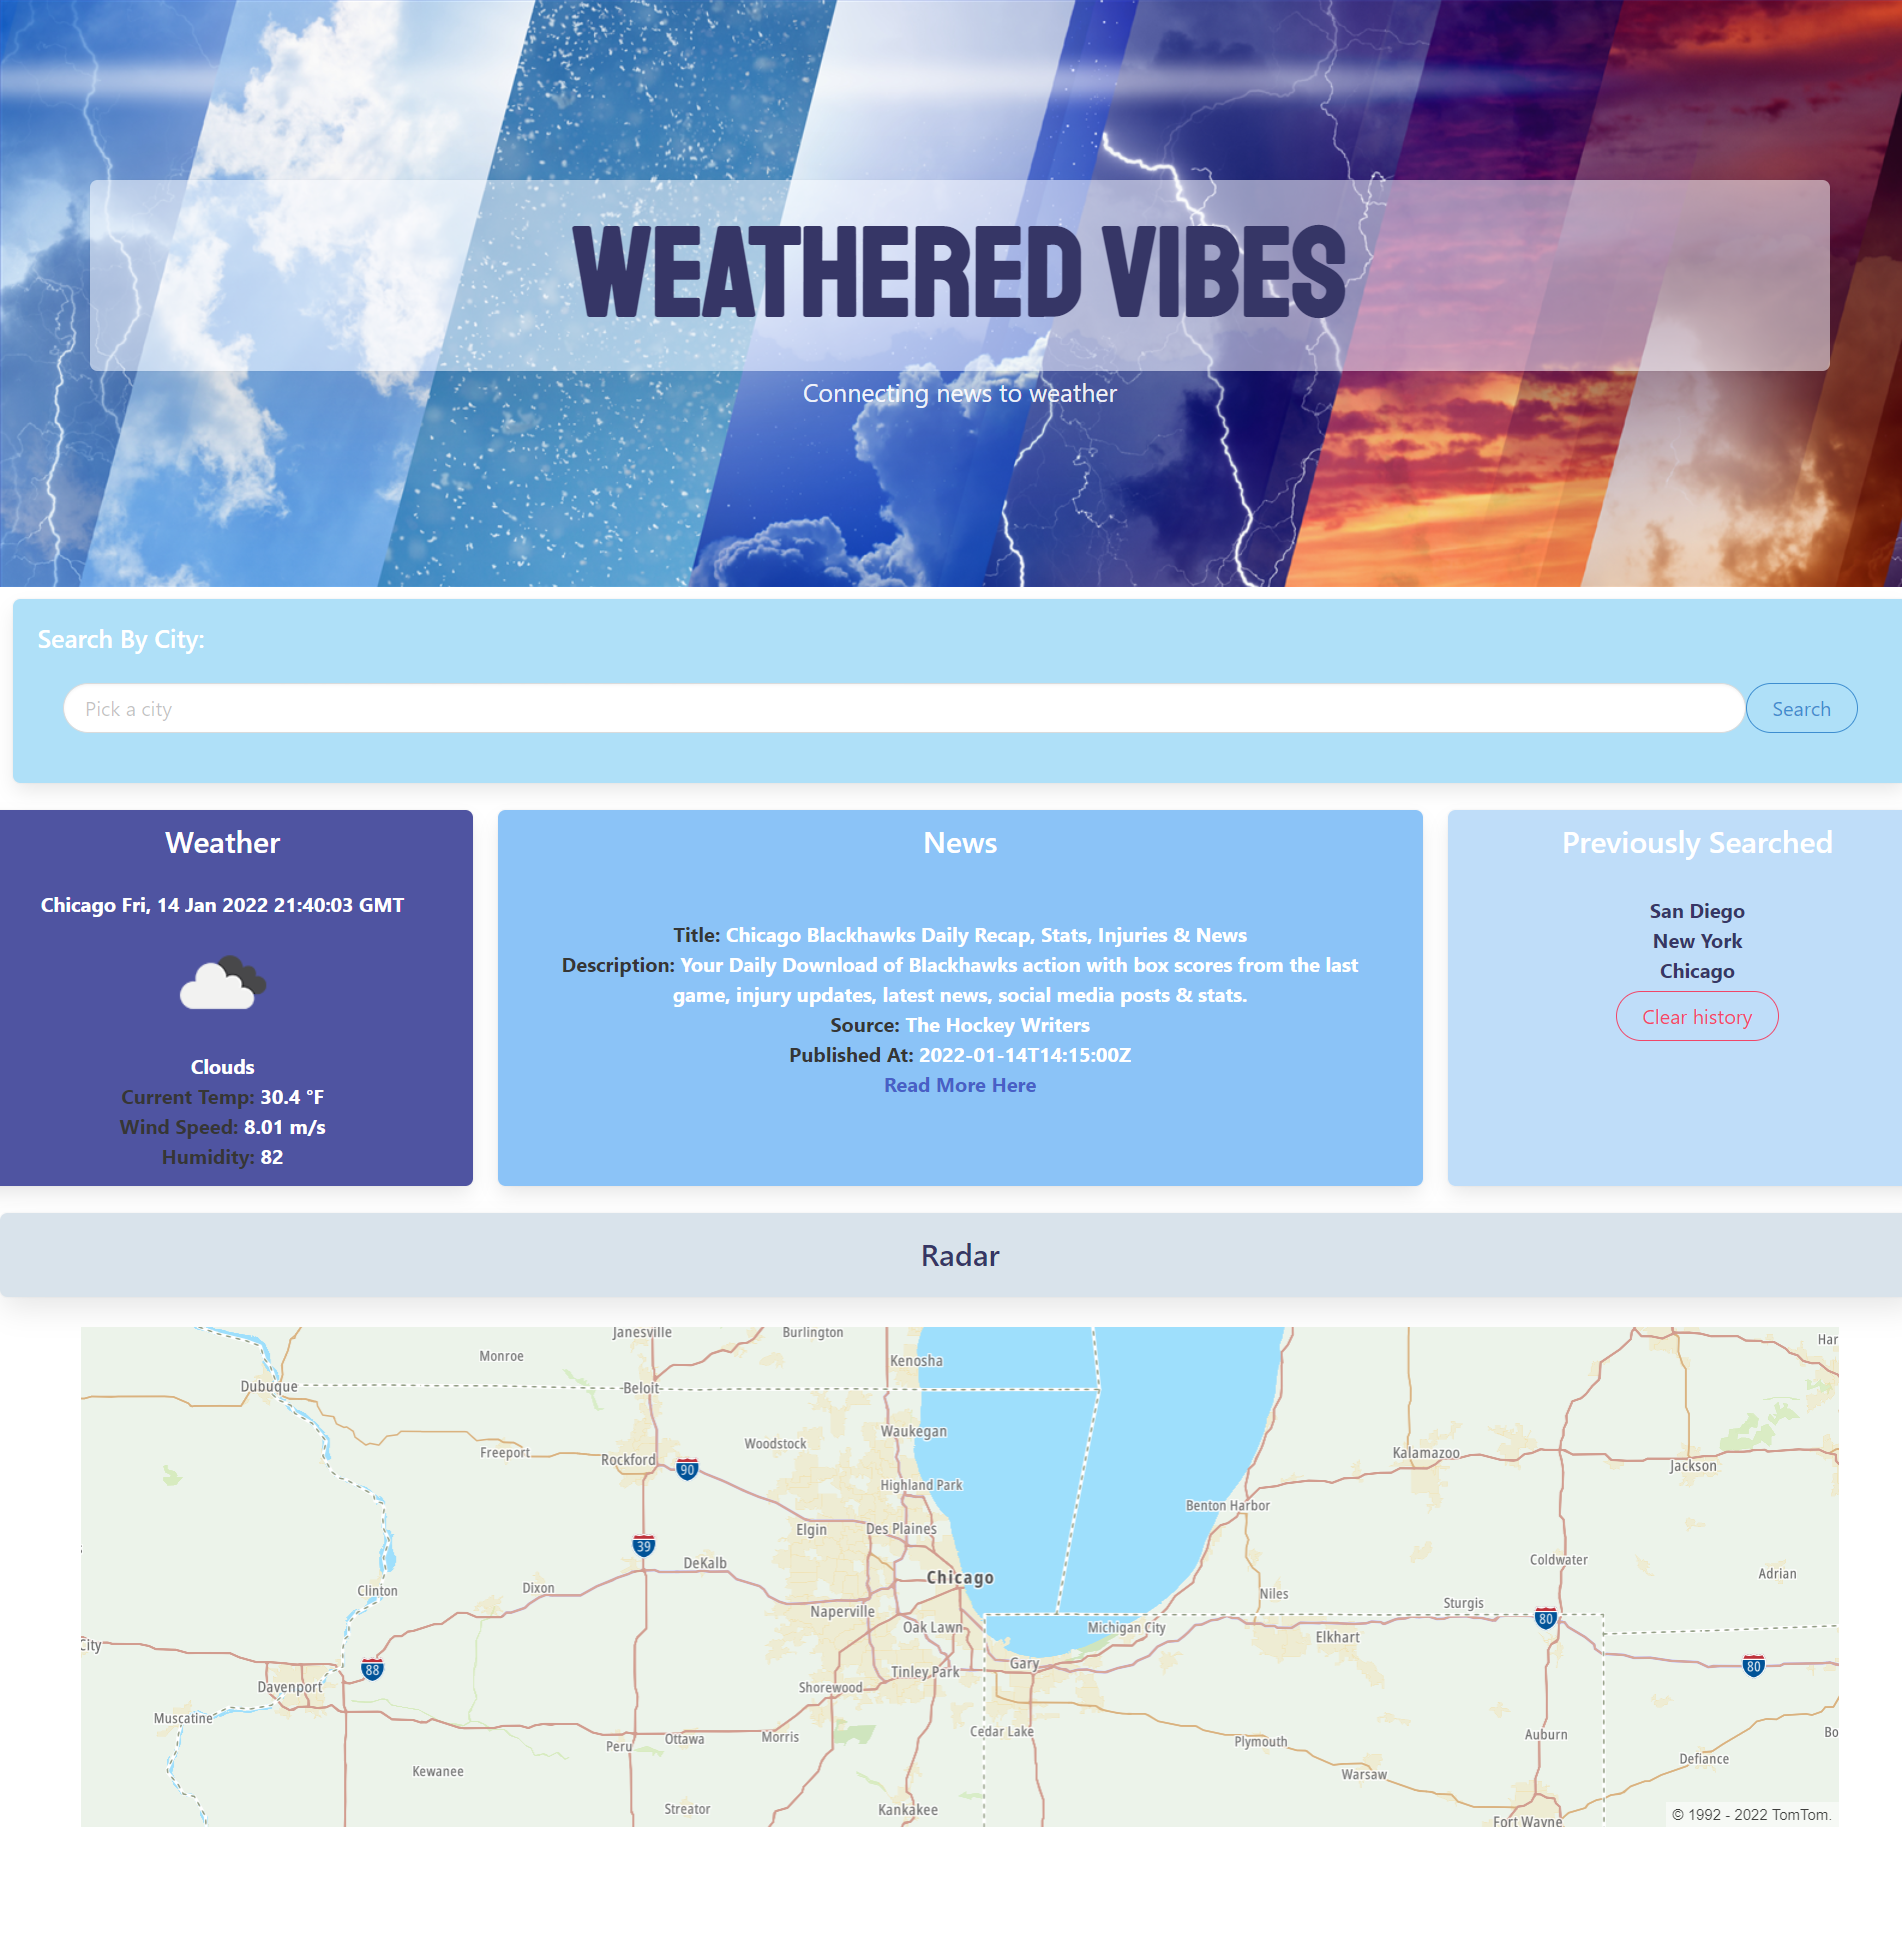 WEATHERED VIBES
Connecting news to weather
Search By City:
Pick a city
Search
Weather
Chicago Fri, 14 Jan 2022 21:40:03 GMT
Clouds
Current Temp: 30.4 °F
Wind Speed: 8.01 m/s
Humidity: 82
News
Title: Chicago Blackhawks Daily Recap, Stats, Injuries & News
Description: Your Daily Download of Blackhawks action with box scores from the last
game, injury updates, latest news, social media posts & stats.
Source: The Hockey Writers
Published At: 2022-01-14T14:15:00Z
Read More Here
Previously Searched
San Diego
New York
Chicago
Clear history
Radar
Janesville
Burlington
Har
Monroe
Kenosha
Dubuque
Beloit
Waukegan
Woodstock
Freeport
Rockford
90
Kalamazoo
Jackson
Highland Park
Benton Harbor
Elgin
Des Plaines
39
DeKalb
Coldwater
Chicago
Adrian
Clinton
Dixon
Niles
Sturgis
Naperville
80
Oak Lawn
Michigan City
Elkhart
City
88
Tinley Park
Gary
80
Davenport
Shorewood
Muscatine
Cedar Lake
Bo
Peru
Ottawa
Morris
Plymouth
Auburn
Defiance
Kewanee
Warsaw
Streator
Kankakee
© 1992 - 2022 TomTom.
Fort Wayne